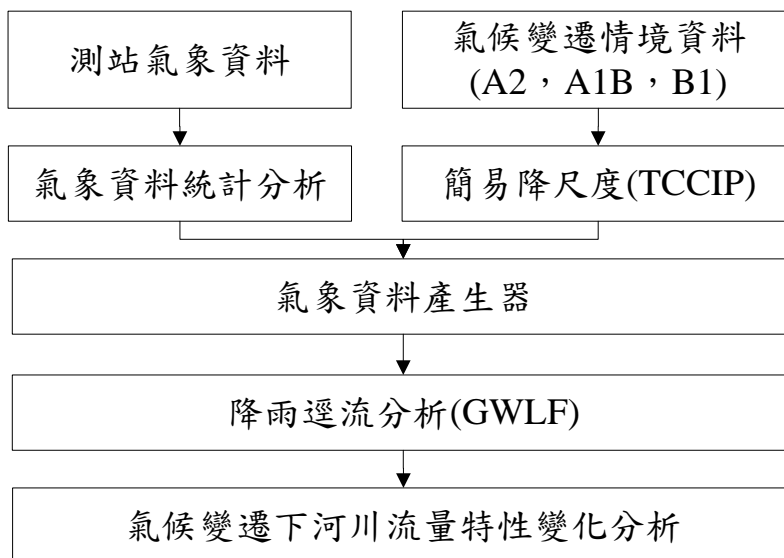 測站氣象資料
氣候變遷情境資料
(A2，A1B，B1)
氣象資料統計分析
簡易降尺度(TCCIP)
氣象資料產生器
降雨逕流分析(GWLF)
氣候變遷下河川流量特性變化分析